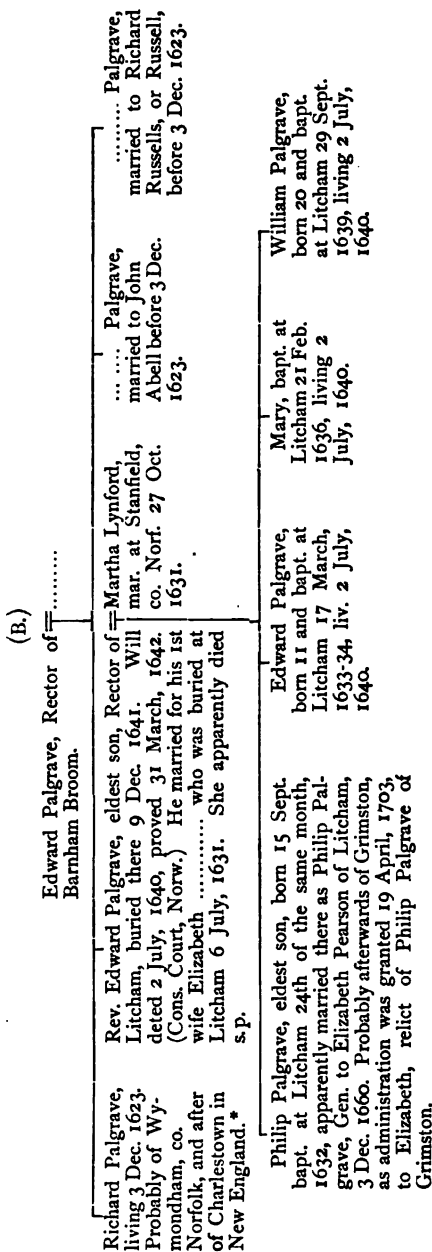 (B.)
Edward Palgrave, Rector of ═..........
Barnham Broom.
Richard Palgrave,
living 3 Dec. 1623.
Probably of Wy-
mondham, co.
Norfolk, and after
of Charlestown in
New England.*
Rev. Edward Palgrave, eldest son, Rector of ═
Litcham, buried there 9 Dec. 1641. Will
deted 2 July, 1640, proved 31 March, 1642.
(Cons. Court, Norw.) He married for his 1st
wife Elizabeth ............ who was buried at
Litcham 6 July, 1631. She apparently died
s.p.
Martha Lynford,
mar. at Stanfield,
co. Norf. 27 Oct.
1631.
... ..... Palgrave,
married to John
Abell before 3 Dec.
1623.
......... Palgrave,
married to Richard
Russells, or Russell,
before 3 Dec. 1623.
Philip Palgrave, eldest son, born 15 Sept.
bapt. at Litcham 24th of the same month,
1632, apparently married there as Philip Pal-
grave, Gen. to Elizabeth Pearson of Litcham,
3 Dec. 1660. Probably afterwards of Grimston,
as administration was granted 19 April, 1703,
to Elizabeth, relict of Philip Palgrave of
Grimston.
Edward Palgrave,
born 11 and bapt. at
Litcham 17 March,
1633-34, liv. 2 July,
1640.
Mary, bapt. at
Litcham 21 Feb.
1636, living 2
July, 1640.
William Palgrave,
born 20 and bapt.
at Litcham 29 Sept.
1639, living 2 July,
1640.